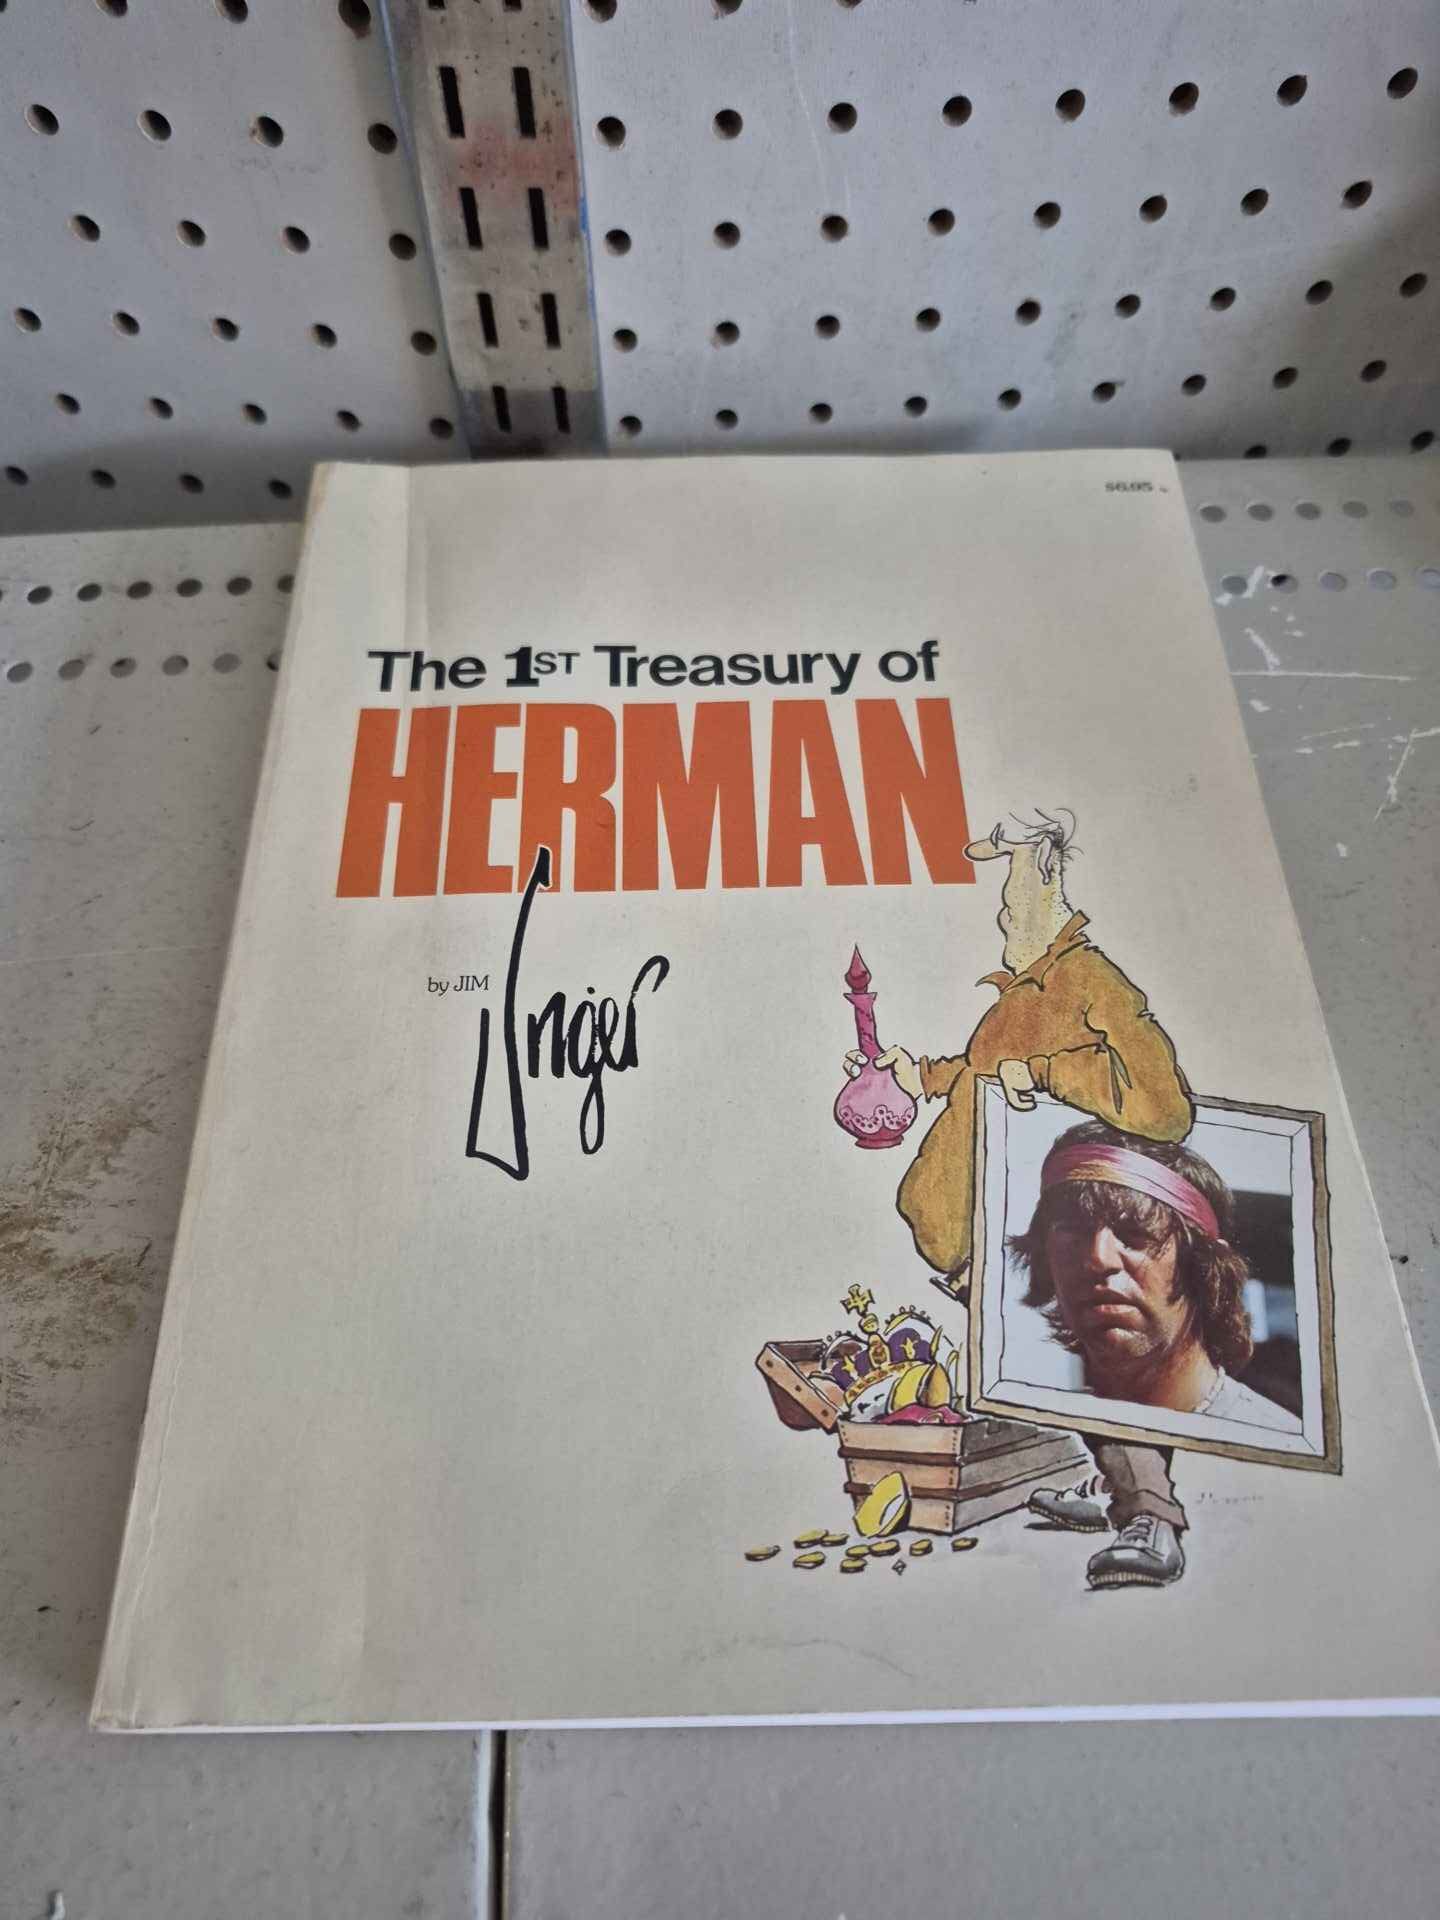 $6.95
The 1ST Treasury of
HERMAN
by JIM Unger